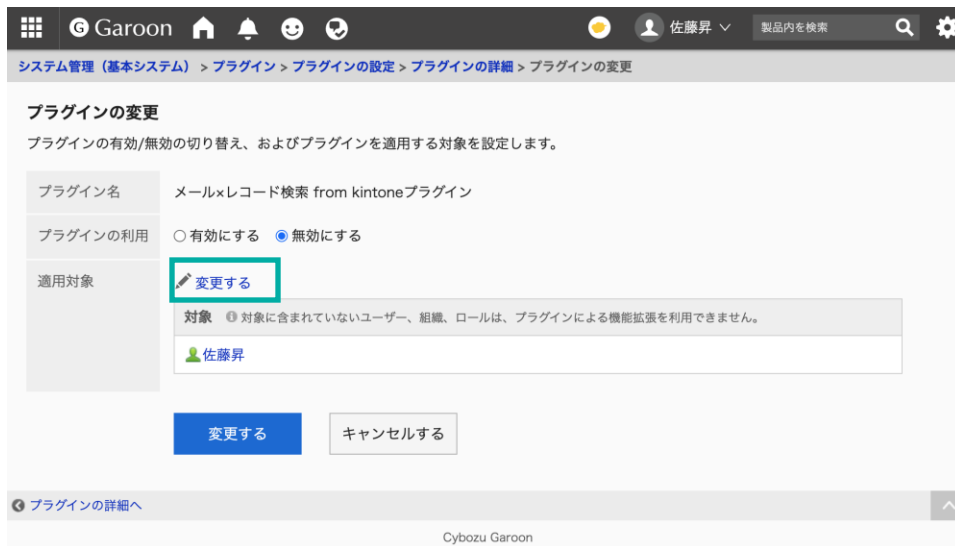 Garoon 佐藤昇 製品内を検索
システム管理（基本システム） > プラグイン > プラグインの設定 > プラグインの詳細 > プラグインの変更
プラグインの変更
プラグインの有効/無効の切り替え、およびプラグインを適用する対象を設定します。
プラグイン名 メール×レコード検索 from kintoneプラグイン
プラグインの利用 有効にする 無効にする
適用対象 変更する
対象 対象に含まれていないユーザー、組織、ロールは、プラグインによる機能拡張を利用できません。
佐藤昇
変更する キャンセルする
プラグインの詳細へ
Cybozu Garoon